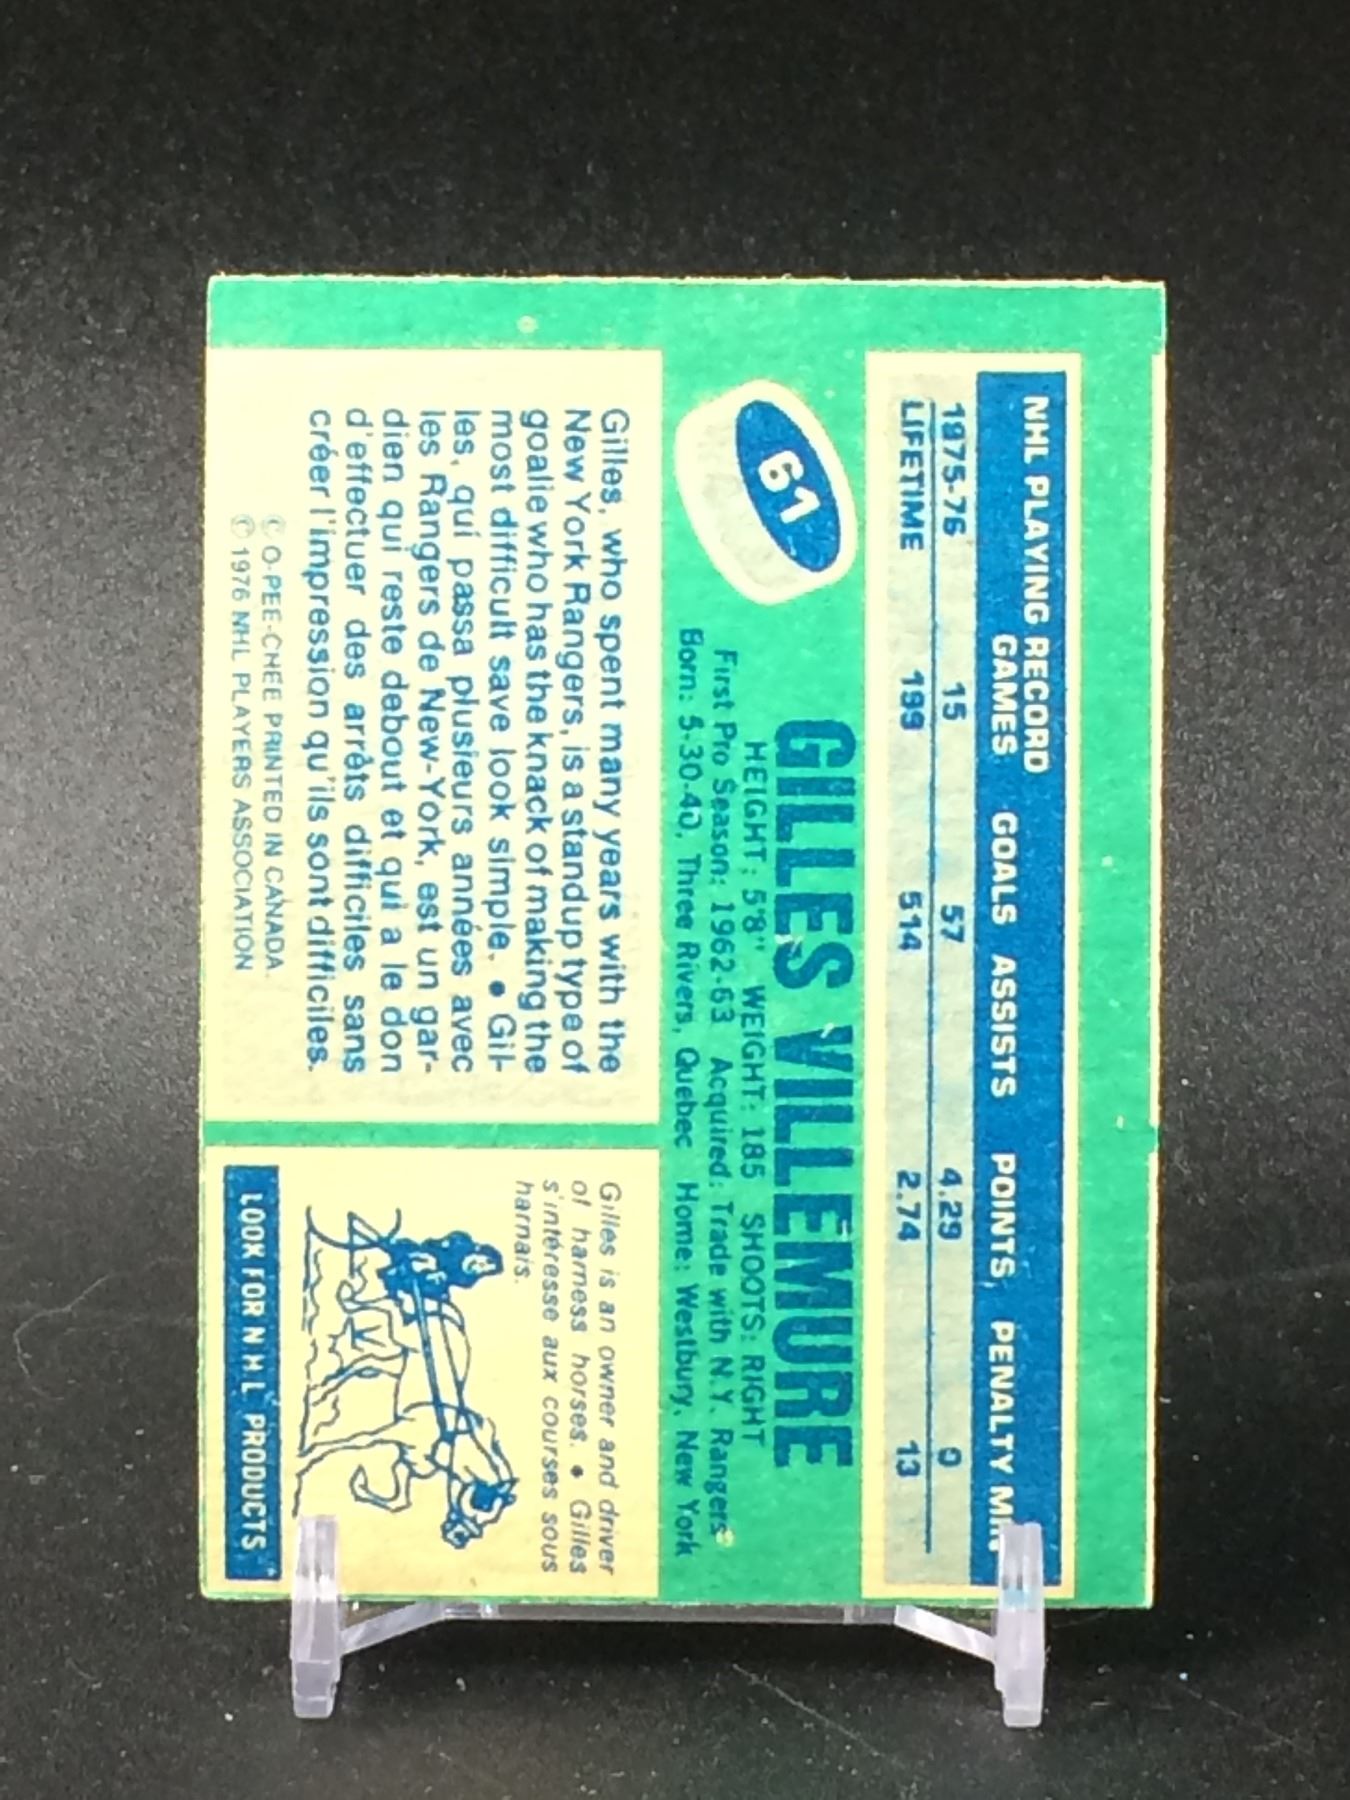 NHL PLAYING RECORD
GAMES GOALS ASSISTS POINTS PENALTY
1975-76 15 57 4.29 0
LIFETIME 199 514 2.74 13
61
GILLES VILLEMURE
HEIGHT: 5'8" WEIGHT: 185 SHOOTS: RIGHT
First Pro Season: 1962-63 Acquired: Trade with N.Y. Rangers
Born: 5-30-40, Three Rivers, Quebec Home: Westbury, New York
Gilles, who spent many years with the
New York Rangers, is a standup type of
goalie who has the knack of making the
most difficult save look simple. • Gil-
les, qui passa plusieurs années avec
les Rangers de New-York, est un gar-
dien qui reste debout et qui a le don
d'effectuer des arrêts difficiles sans
créer l'impression qu'ils sont difficiles.
© O-PEE-CHEE PRINTED IN CANADA.
© 1976 NHL PLAYERS ASSOCIATION
Gilles is an owner and driver
of harness horses. • Gilles
s'intéresse aux courses sous
harnais.
LOOK FOR N H L PRODUCTS